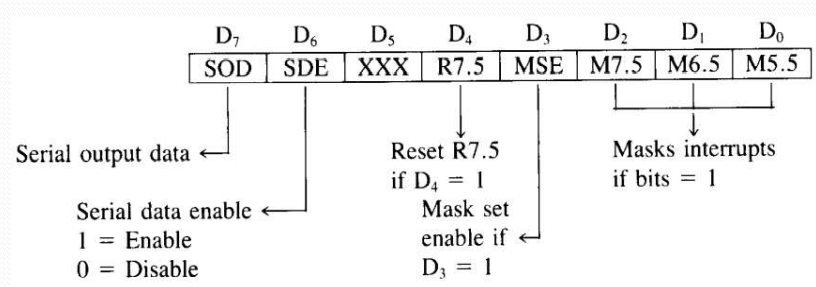 D₇ D₆ D₅ D₄ D₃ D₂ D₁ D₀
SOD SDE XXX R7.5 MSE M7.5 M6.5 M5.5
Serial output data
Reset R7.5
if D₄ = 1
Masks interrupts
if bits = 1
Serial data enable
1 = Enable
0 = Disable
Mask set
enable if
D₃ = 1